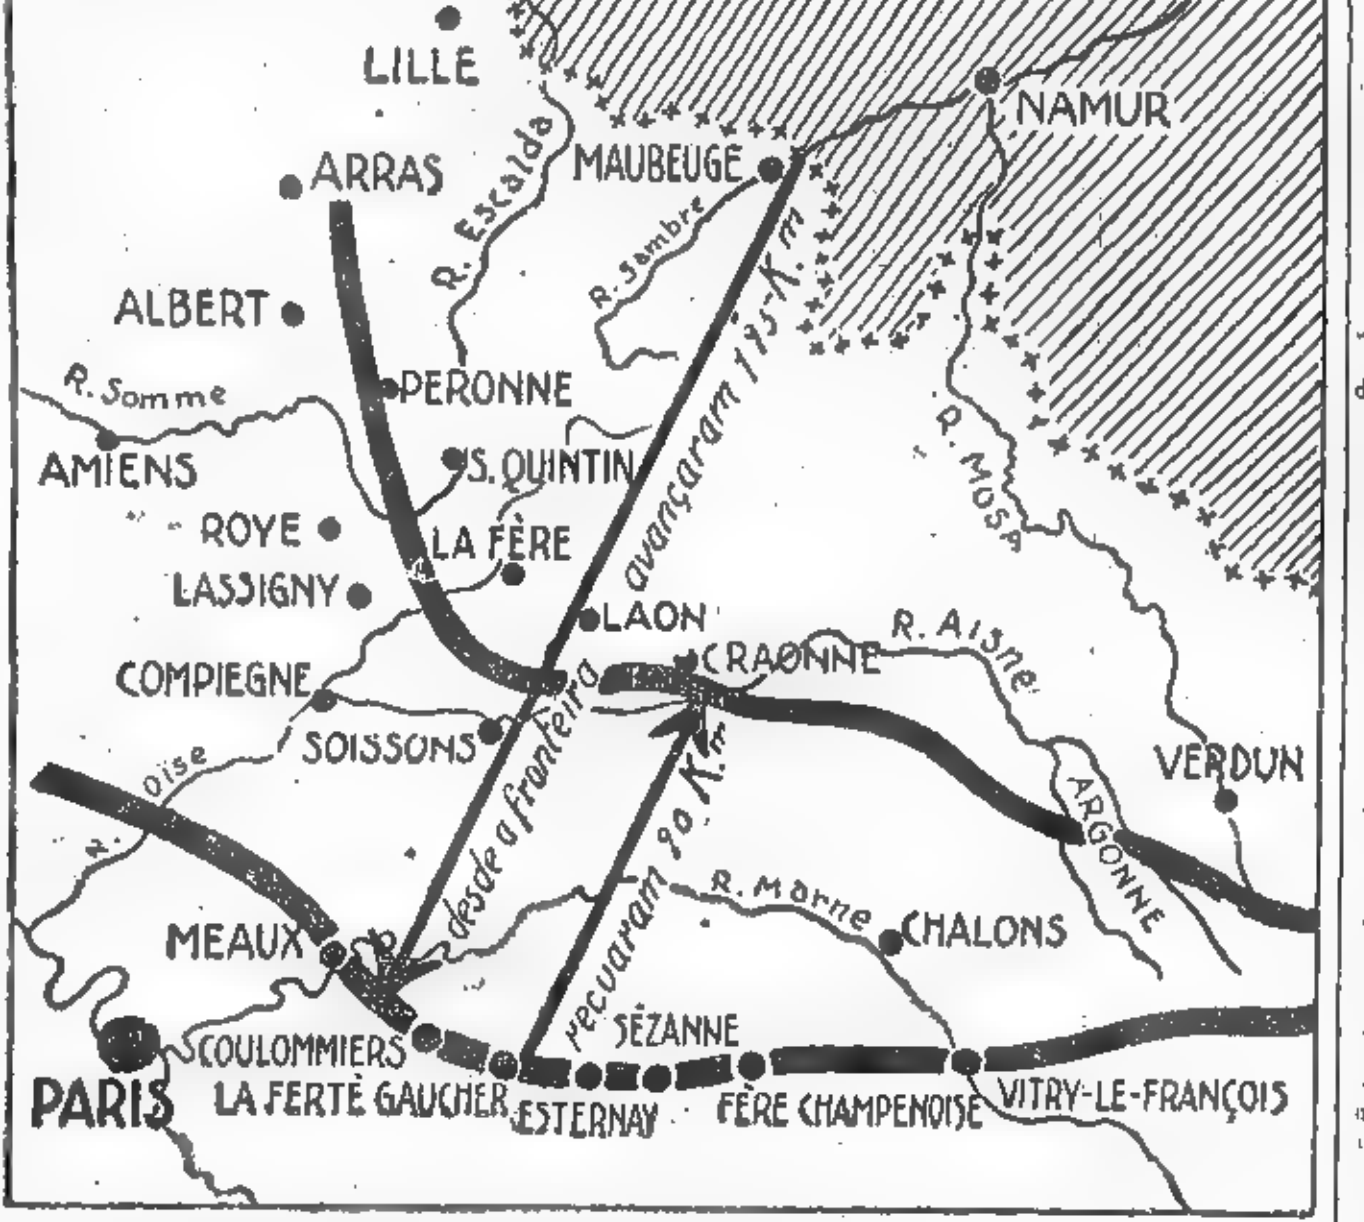 LILLE
NAMUR
ARRAS
MAUBEUGE
R. Escalda
R. Sambre
ALBERT
R. Somme
PERONNE
AMIENS
S. QUINTIN
R. MOSA
ROYE
LA FÈRE
LASSIGNY
avançaram 195 K.m
desde a fronteira
LAON
R. Aisne
CRAONNE
COMPIEGNE
SOISSONS
VERDUN
R. Oise
ARGONNE
recuaram 90 K.m
R. Marne
MEAUX
CHALONS
SÈZANNE
COULOMMIERS
PARIS
LA FERTÈ GAUCHER
ESTERNAY
FÈRE CHAMPENOISE
VITRY-LE-FRANÇOIS